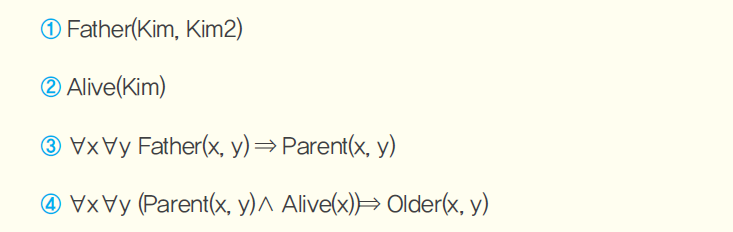 ① Father(Kim, Kim2)
② Alive(Kim)
③ ∀x∀y Father(x, y)⇒Parent(x, y)
④ ∀x∀y (Parent(x, y)∧ Alive(x))⇒ Older(x, y)